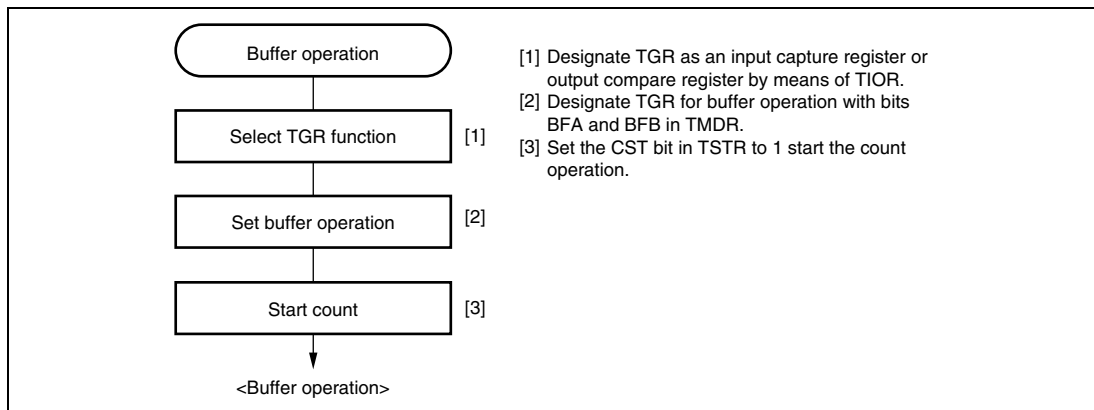 Buffer operation
Select TGR function
[1]
Set buffer operation
[2]
Start count
[3]
<Buffer operation>
[1] Designate TGR as an input capture register or
output compare register by means of TIOR.
[2] Designate TGR for buffer operation with bits
BFA and BFB in TMDR.
[3] Set the CST bit in TSTR to 1 start the count
operation.